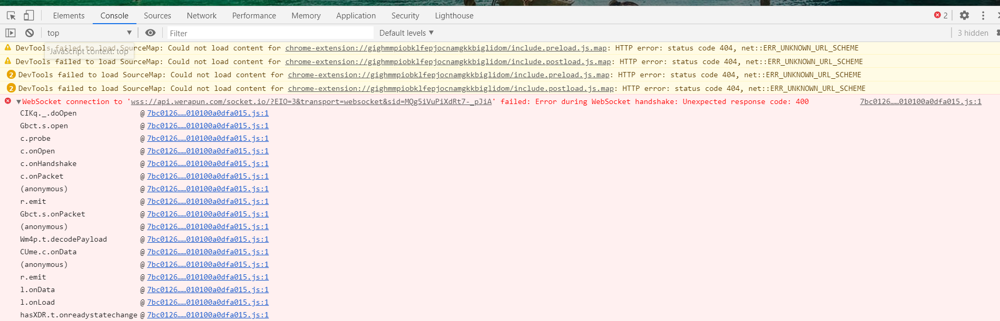 Elements Console Sources Network Performance Memory Application Security Lighthouse 2
top Filter Default levels 3 hidden
DevTools failed to load SourceMap: Could not load content for chrome-extension://gighmmpiobklfepjocnamgkkbiglidom/include.preload.js.map: HTTP error: status code 404, net::ERR_UNKNOWN_URL_SCHEME
JavaScript context: top
DevTools failed to load SourceMap: Could not load content for chrome-extension://gighmmpiobklfepjocnamgkkbiglidom/include.postload.js.map: HTTP error: status code 404, net::ERR_UNKNOWN_URL_SCHEME
2 DevTools failed to load SourceMap: Could not load content for chrome-extension://gighmmpiobklfepjocnamgkkbiglidom/include.preload.js.map: HTTP error: status code 404, net::ERR_UNKNOWN_URL_SCHEME
2 DevTools failed to load SourceMap: Could not load content for chrome-extension://gighmmpiobklfepjocnamgkkbiglidom/include.postload.js.map: HTTP error: status code 404, net::ERR_UNKNOWN_URL_SCHEME
WebSocket connection to 'wss://api.werapun.com/socket.io/?EIO=3&transport=websocket&sid=MQg5iVuPiXdRt7-_pJiA' failed: Error during WebSocket handshake: Unexpected response code: 400 7bc0126……010100a0dfa015.js:1
CIKq._.doOpen @ 7bc0126……010100a0dfa015.js:1
Gbct.s.open @ 7bc0126……010100a0dfa015.js:1
c.probe @ 7bc0126……010100a0dfa015.js:1
c.onOpen @ 7bc0126……010100a0dfa015.js:1
c.onHandshake @ 7bc0126……010100a0dfa015.js:1
c.onPacket @ 7bc0126……010100a0dfa015.js:1
(anonymous) @ 7bc0126……010100a0dfa015.js:1
r.emit @ 7bc0126……010100a0dfa015.js:1
Gbct.s.onPacket @ 7bc0126……010100a0dfa015.js:1
(anonymous) @ 7bc0126……010100a0dfa015.js:1
Wm4p.t.decodePayload @ 7bc0126……010100a0dfa015.js:1
CUme.c.onData @ 7bc0126……010100a0dfa015.js:1
(anonymous) @ 7bc0126……010100a0dfa015.js:1
r.emit @ 7bc0126……010100a0dfa015.js:1
l.onData @ 7bc0126……010100a0dfa015.js:1
l.onLoad @ 7bc0126……010100a0dfa015.js:1
hasXDR.t.onreadystatechange @ 7bc0126……010100a0dfa015.js:1